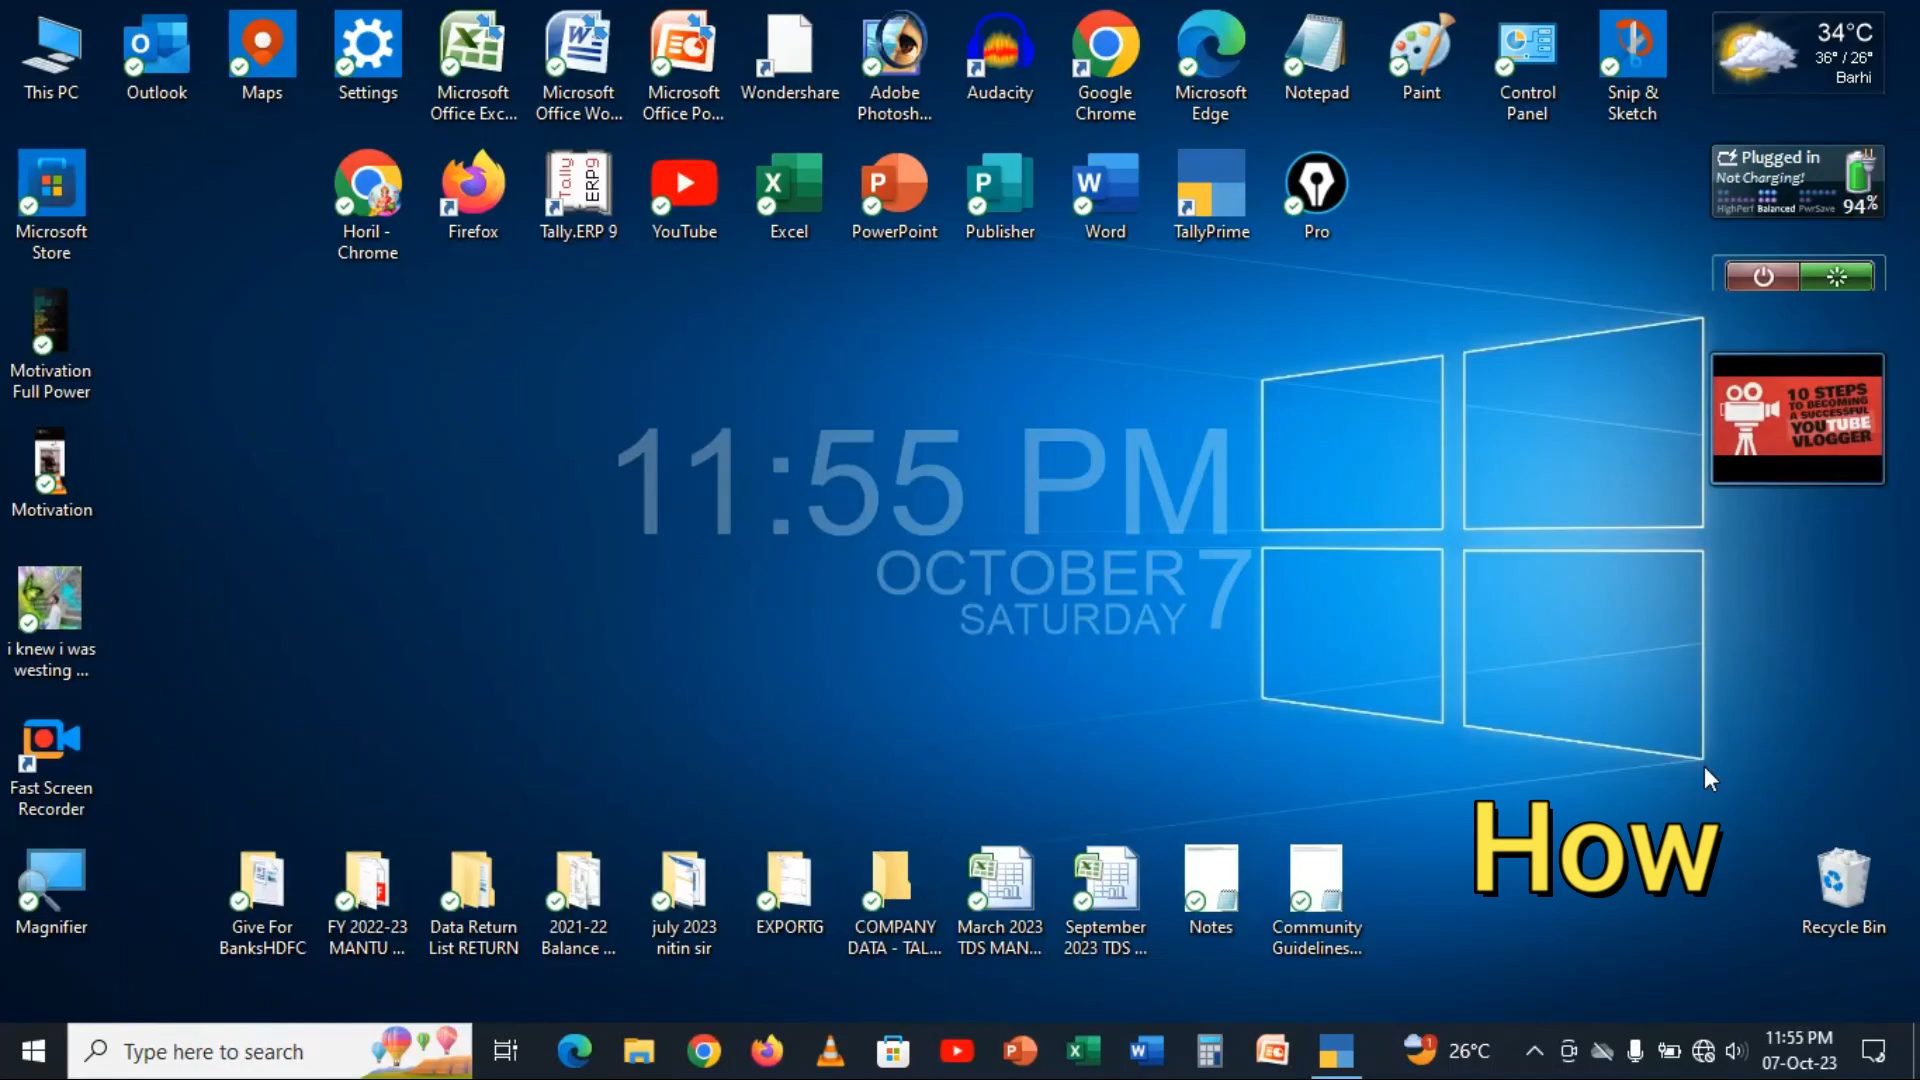 This PC
Outlook
Maps
Settings
Microsoft
Office Exc...
Microsoft
Office Wo...
Microsoft
Office Po...
Wondershare
Adobe
Photosh...
Audacity
Google
Chrome
Microsoft
Edge
Notepad
Paint
Control
Panel
Snip &
Sketch
34°C
36° / 26°
Barhi
Microsoft
Store
Horil -
Chrome
Firefox
Tally
ERP9
Tally.ERP 9
YouTube
Excel
PowerPoint
Publisher
Word
TallyPrime
Pro
Plugged in
Not Charging!
HighPerf Balanced PwrSave 94%
Motivation
Full Power
10 STEPS
TO BECOMING
A SUCCESSFUL
YOUTUBE
VLOGGER
Motivation
11:55 PM
OCTOBER 7
SATURDAY
i knew i was
westing ...
Fast Screen
Recorder
How
Magnifier
Give For
BanksHDFC
FY 2022-23
MANTU ...
Data Return
List RETURN
2021-22
Balance ...
july 2023
nitin sir
EXPORTG
COMPANY
DATA - TAL...
March 2023
TDS MAN...
September
2023 TDS ...
Notes
Community
Guidelines...
Recycle Bin
Type here to search
1
26°C
11:55 PM
07-Oct-23